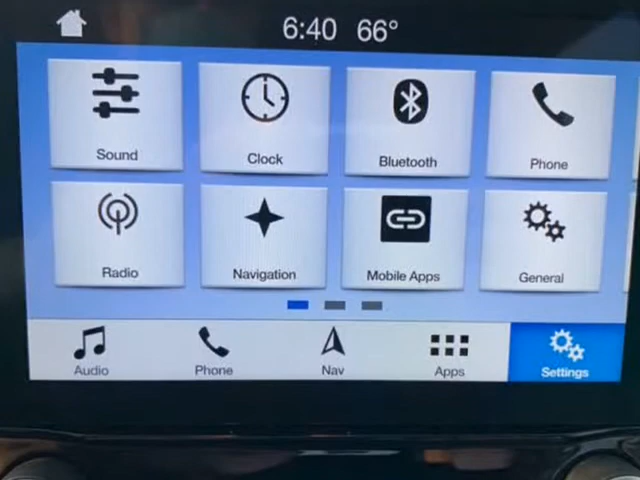 6:40 66°
Sound Clock Bluetooth Phone
Radio Navigation Mobile Apps General
Audio Phone Nav Apps Settings